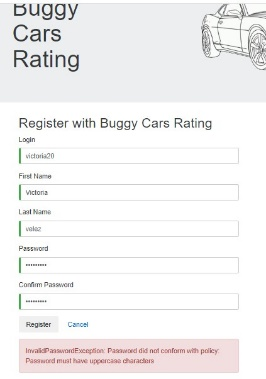 Buggy
Cars
Rating
Register with Buggy Cars Rating
Login
victoria20
First Name
Victoria
Last Name
velez
Password
•••••••••
Confirm Password
•••••••••
Register Cancel
InvalidPasswordException: Password did not conform with policy:
Password must have uppercase characters